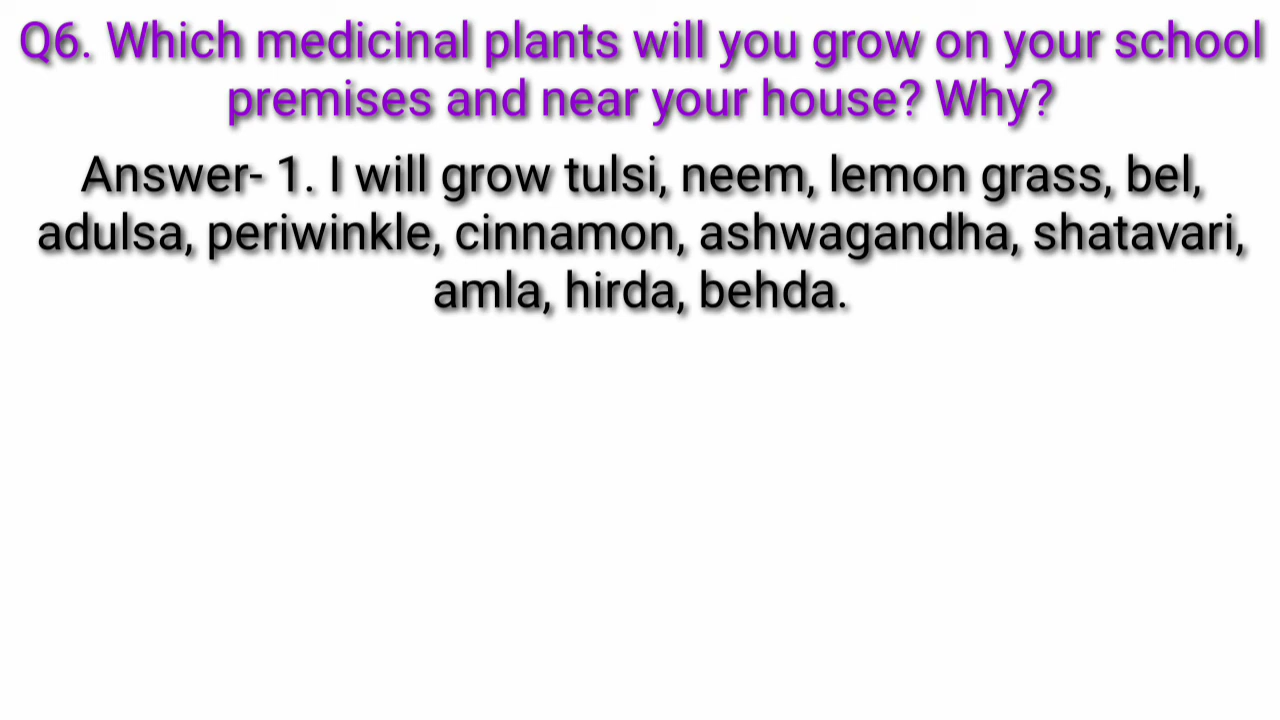 Q6. Which medicinal plants will you grow on your school
premises and near your house? Why?
Answer- 1. I will grow tulsi, neem, lemon grass, bel,
adulsa, periwinkle, cinnamon, ashwagandha, shatavari,
amla, hirda, behda.